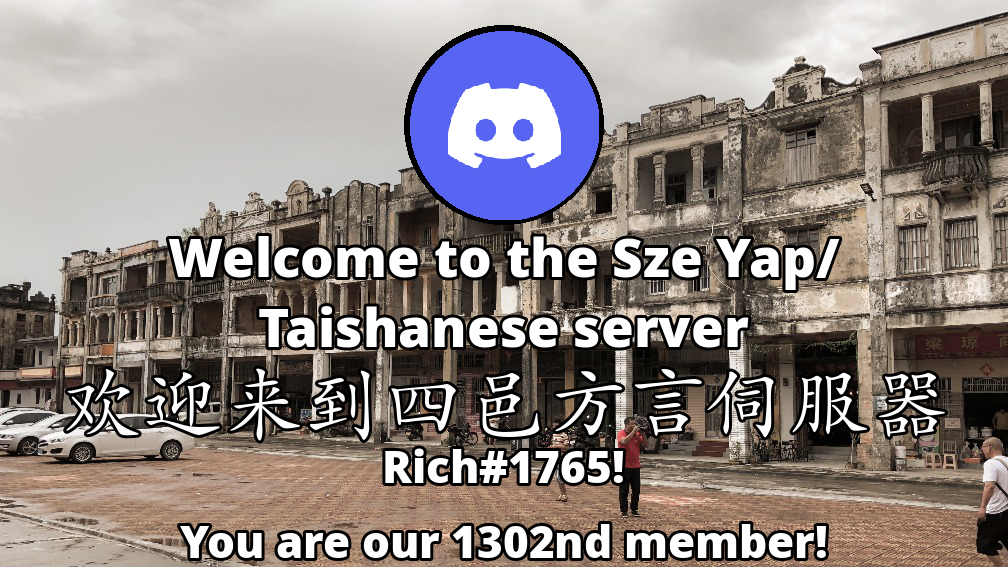 Welcome to the Sze Yap/
Taishanese server
欢迎来到四邑方言伺服器
Rich#1765!
You are our 1302nd member!